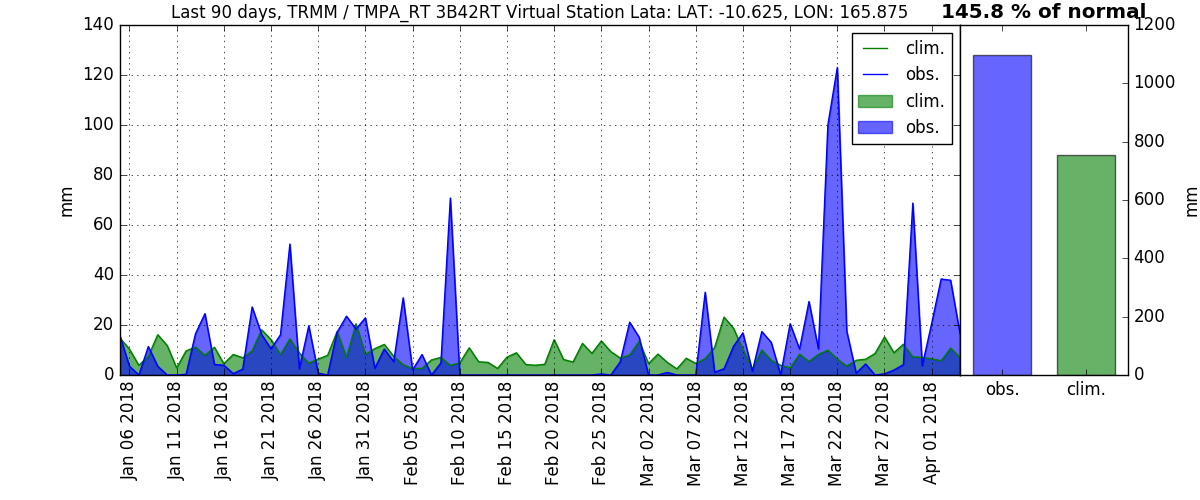 Last 90 days, TRMM / TMPA_RT 3B42RT Virtual Station Lata: LAT: -10.625, LON: 165.875
145.8 % of normal
140
120
100
80
60
40
20
0
mm
clim.
obs.
clim.
obs.
Jan 06 2018
Jan 11 2018
Jan 16 2018
Jan 21 2018
Jan 26 2018
Jan 31 2018
Feb 05 2018
Feb 10 2018
Feb 15 2018
Feb 20 2018
Feb 25 2018
Mar 02 2018
Mar 07 2018
Mar 12 2018
Mar 17 2018
Mar 22 2018
Mar 27 2018
Apr 01 2018
1200
1000
800
600
400
200
0
mm
obs.
clim.